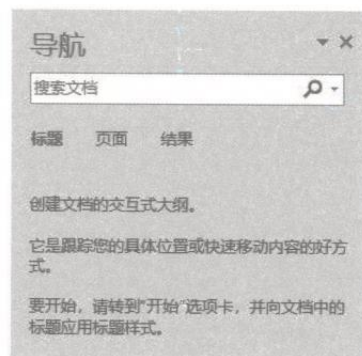 导航
搜索文档
标题 页面 结果
创建文档的交互式大纲。
它是跟踪您的具体位置或快速移动内容的好方
式。
要开始，请转到"开始"选项卡，并向文档中的
标题应用标题样式。